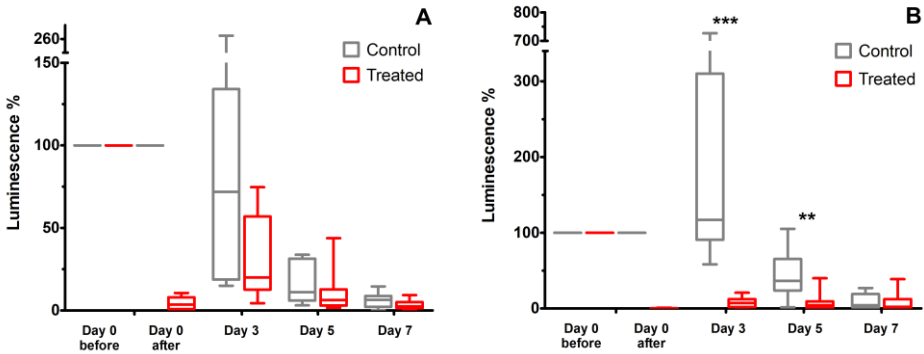 A
260
150
100
50
0
Luminescence %
Control
Treated
Day 0
before
Day 0
after
Day 3
Day 5
Day 7
B
800
700
300
200
100
0
Luminescence %
***
**
Control
Treated
Day 0
before
Day 0
after
Day 3
Day 5
Day 7